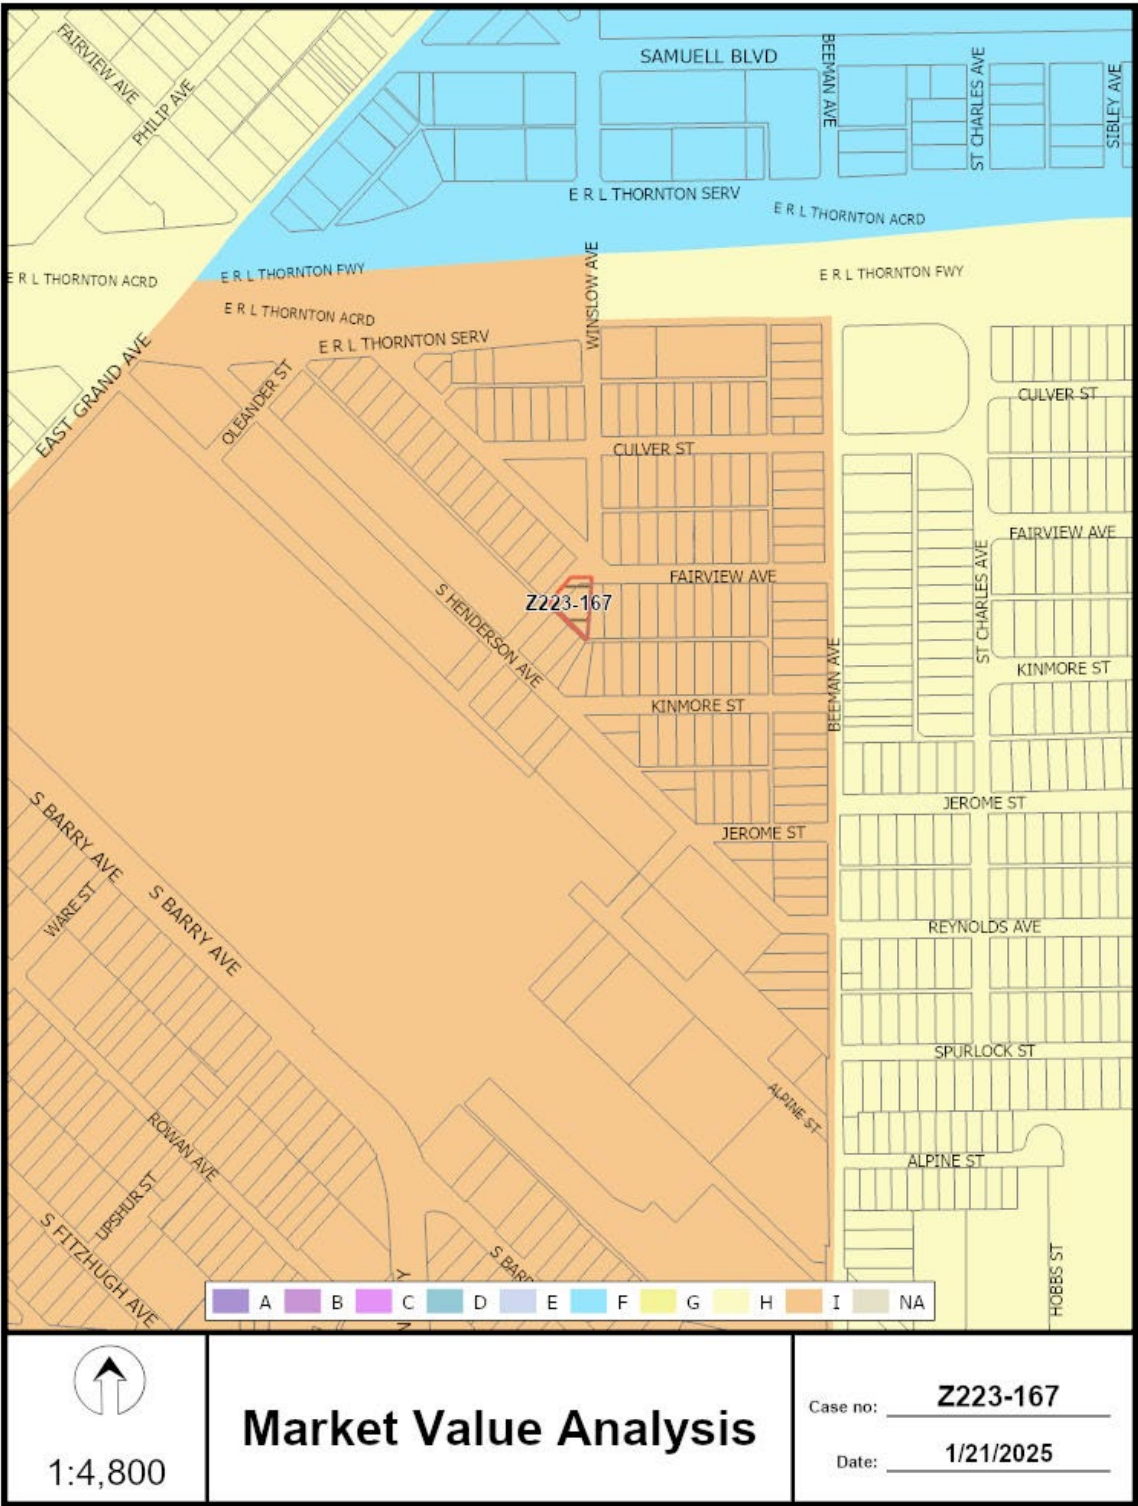 FAIRVIEW AVE
PHILIP AVE
SAMUELL BLVD
BEEMAN AVE
ST CHARLES AVE
SIBLEY AVE
E R L THORNTON SERV
E R L THORNTON ACRD
E R L THORNTON ACRD
E R L THORNTON FWY
WINSLOW AVE
E R L THORNTON FWY
E R L THORNTON ACRD
E R L THORNTON SERV
EAST GRAND AVE
OLEANDER ST
CULVER ST
CULVER ST
FAIRVIEW AVE
FAIRVIEW AVE
Z223-167
S HENDERSON AVE
ST CHARLES AVE
BEEMAN AVE
KINMORE ST
KINMORE ST
JEROME ST
JEROME ST
S BARRY AVE
WARE ST
S BARRY AVE
REYNOLDS AVE
SPURLOCK ST
ALPINE ST
ROWAN AVE
ALPINE ST
UPSHUR ST
S FITZHUGH AVE
S BARR
HOBBS ST
A B C D E F G H I NA
1:4,800
Market Value Analysis
Case no: Z223-167
Date: 1/21/2025